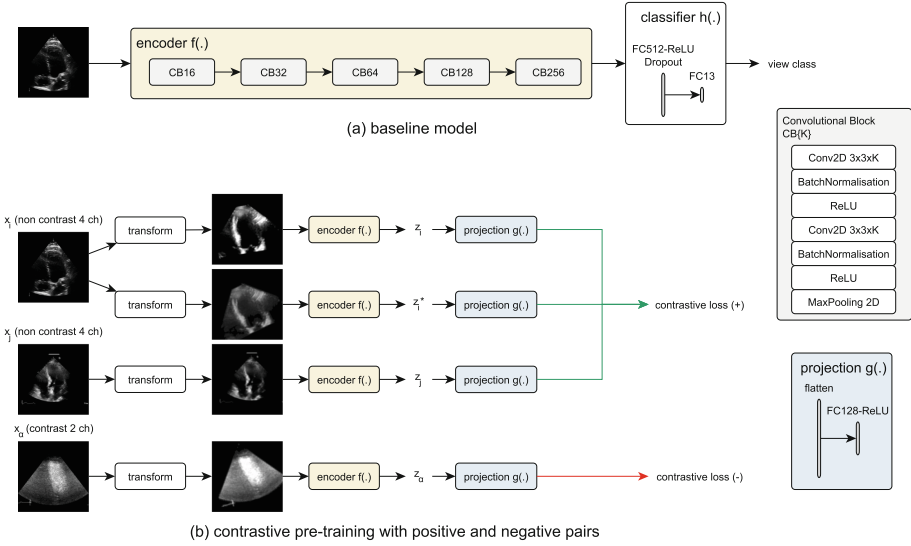 encoder f(.)
CB16
CB32
CB64
CB128
CB256
classifier h(.)
FC512-ReLU
Dropout
FC13
view class
(a) baseline model
Convolutional Block
CB{K}
Conv2D 3x3xK
BatchNormalisation
ReLU
Conv2D 3x3xK
BatchNormalisation
ReLU
MaxPooling 2D
x_i (non contrast 4 ch)
transform
encoder f(.)
z_i
projection g(.)
transform
encoder f(.)
z_i*
projection g(.)
contrastive loss (+)
x_j (non contrast 4 ch)
transform
encoder f(.)
z_j
projection g(.)
x_α (contrast 2 ch)
transform
encoder f(.)
z_α
projection g(.)
contrastive loss (-)
projection g(.)
flatten
FC128-ReLU
(b) contrastive pre-training with positive and negative pairs